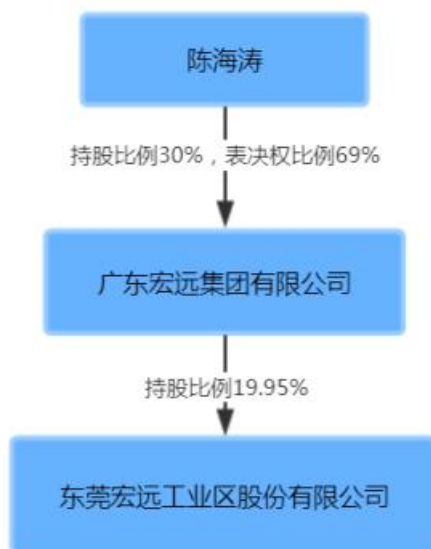 陈海涛
持股比例30%，表决权比例69%
广东宏远集团有限公司
持股比例19.95%
东莞宏远工业区股份有限公司